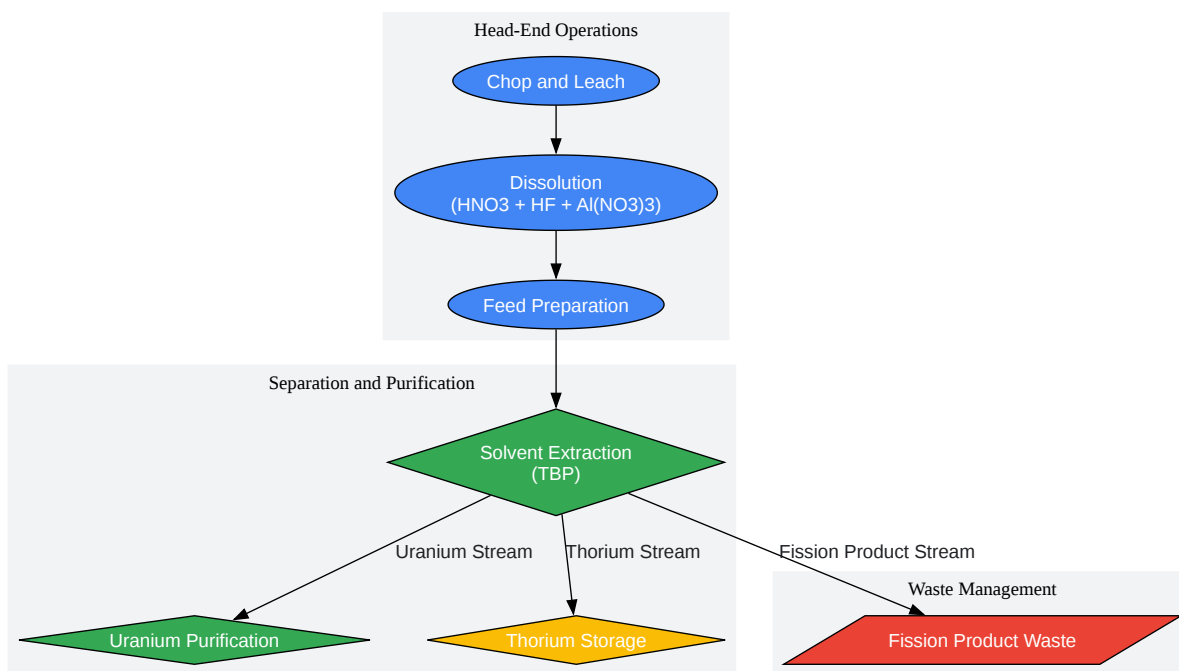 Head-End Operations
Chop and Leach
Dissolution
(HNO3 + HF + Al(NO3)3)
Feed Preparation
Separation and Purification
Solvent Extraction
(TBP)
Uranium Stream
Thorium Stream
Fission Product Stream
Waste Management
Uranium Purification
Thorium Storage
Fission Product Waste